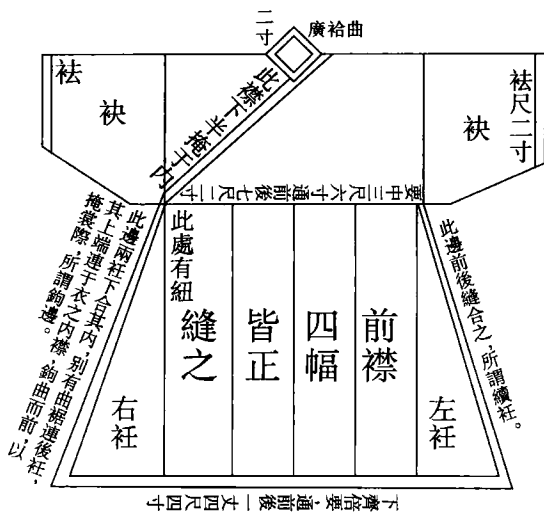 曲袷廣
二寸
袪尺二寸
袂
袪
袂
此襟下半掩于內
要中三尺六寸通前後七尺二寸
此邊前後縫合之，所謂續衽。
左衽
前襟
四幅
皆正
縫之
此處有紐
右衽
此邊兩衽下合其內，別有曲裾連後衽，
其上端連于衣之內襟，鉤曲而前，以
掩裳際，所謂鉤邊。
下齊倍要，通前後一丈四尺四寸